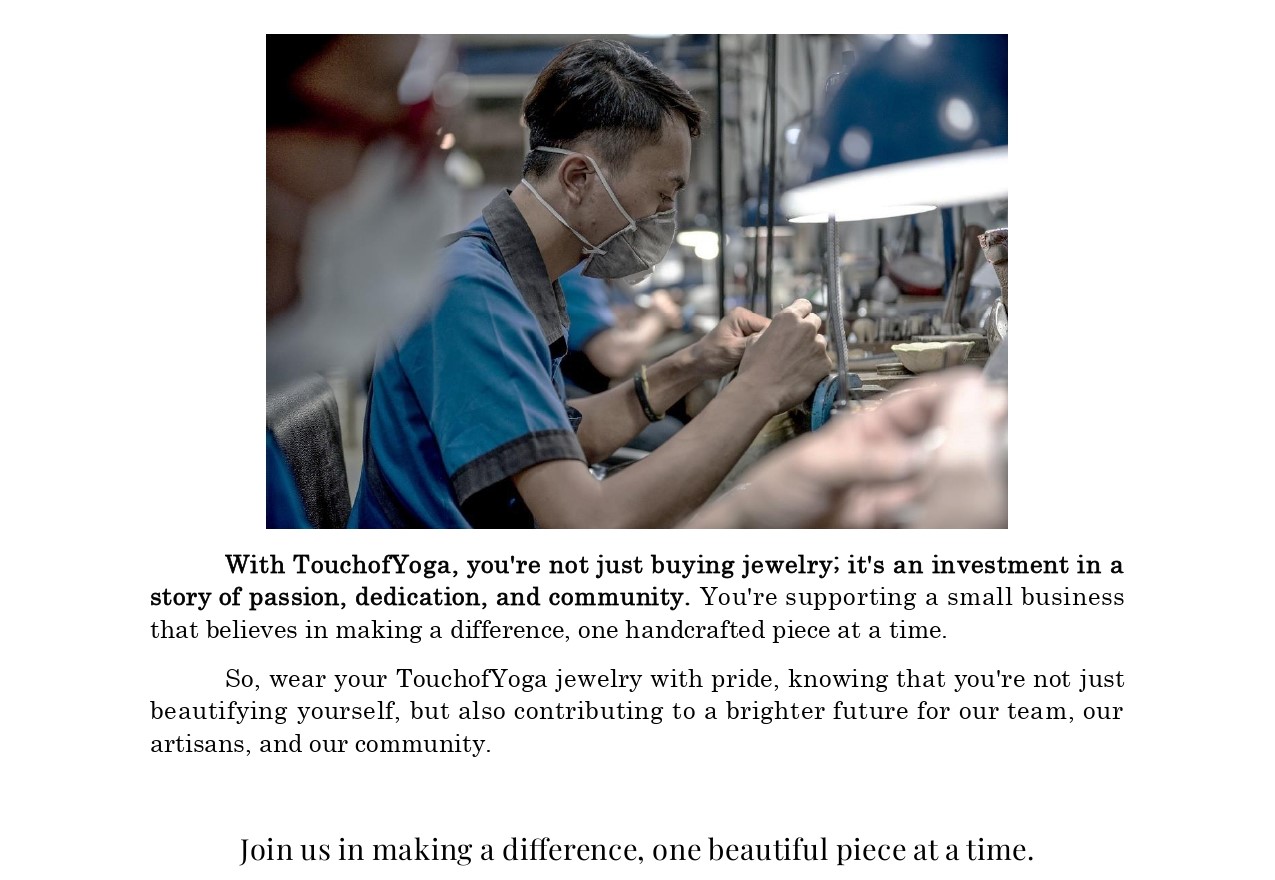 With TouchofYoga, you're not just buying jewelry; it's an investment in a
story of passion, dedication, and community. You're supporting a small business
that believes in making a difference, one handcrafted piece at a time.
So, wear your TouchofYoga jewelry with pride, knowing that you're not just
beautifying yourself, but also contributing to a brighter future for our team, our
artisans, and our community.
Join us in making a difference, one beautiful piece at a time.